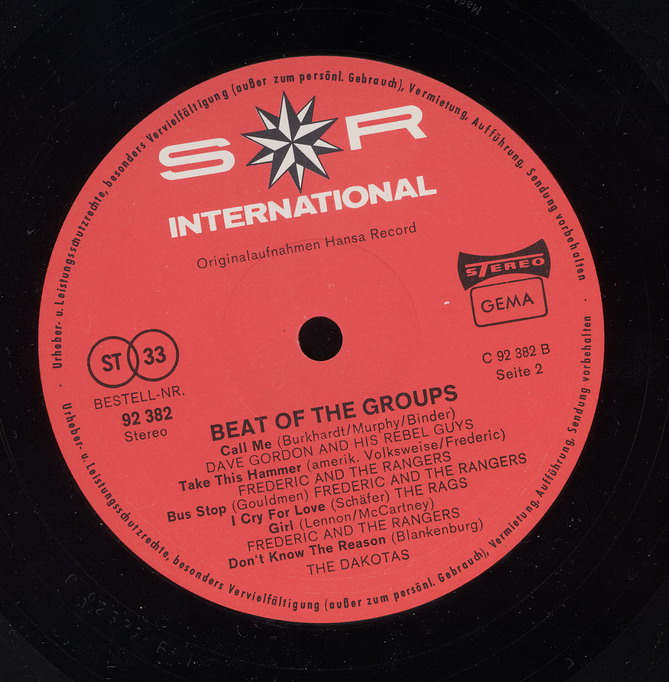 Urheber- u. Leistungsschutzrechte, besonders Vervielfältigung (außer zum persönl. Gebrauch), Vermietung, Aufführung, Sendung vorbehalten
S R
INTERNATIONAL
Originalaufnahmen Hansa Record
STEREO
GEMA
ST 33
BESTELL-NR.
92 382
Stereo
C 92 382 B
Seite 2
BEAT OF THE GROUPS
Call Me (Burkhardt/Murphy/Binder)
DAVE GORDON AND HIS REBEL GUYS
Take This Hammer (amerik. Volksweise/Frederic)
FREDERIC AND THE RANGERS
Bus Stop (Gouldmen) FREDERIC AND THE RANGERS
I Cry For Love (Schäfer) THE RAGS
Girl (Lennon/McCartney)
FREDERIC AND THE RANGERS
Don't Know The Reason (Blankenburg)
THE DAKOTAS
Urheber- u. Leistungsschutzrechte, besonders Vervielfältigung (außer zum persönl. Gebrauch), Vermietung, Aufführung, Sendung vorbehalten